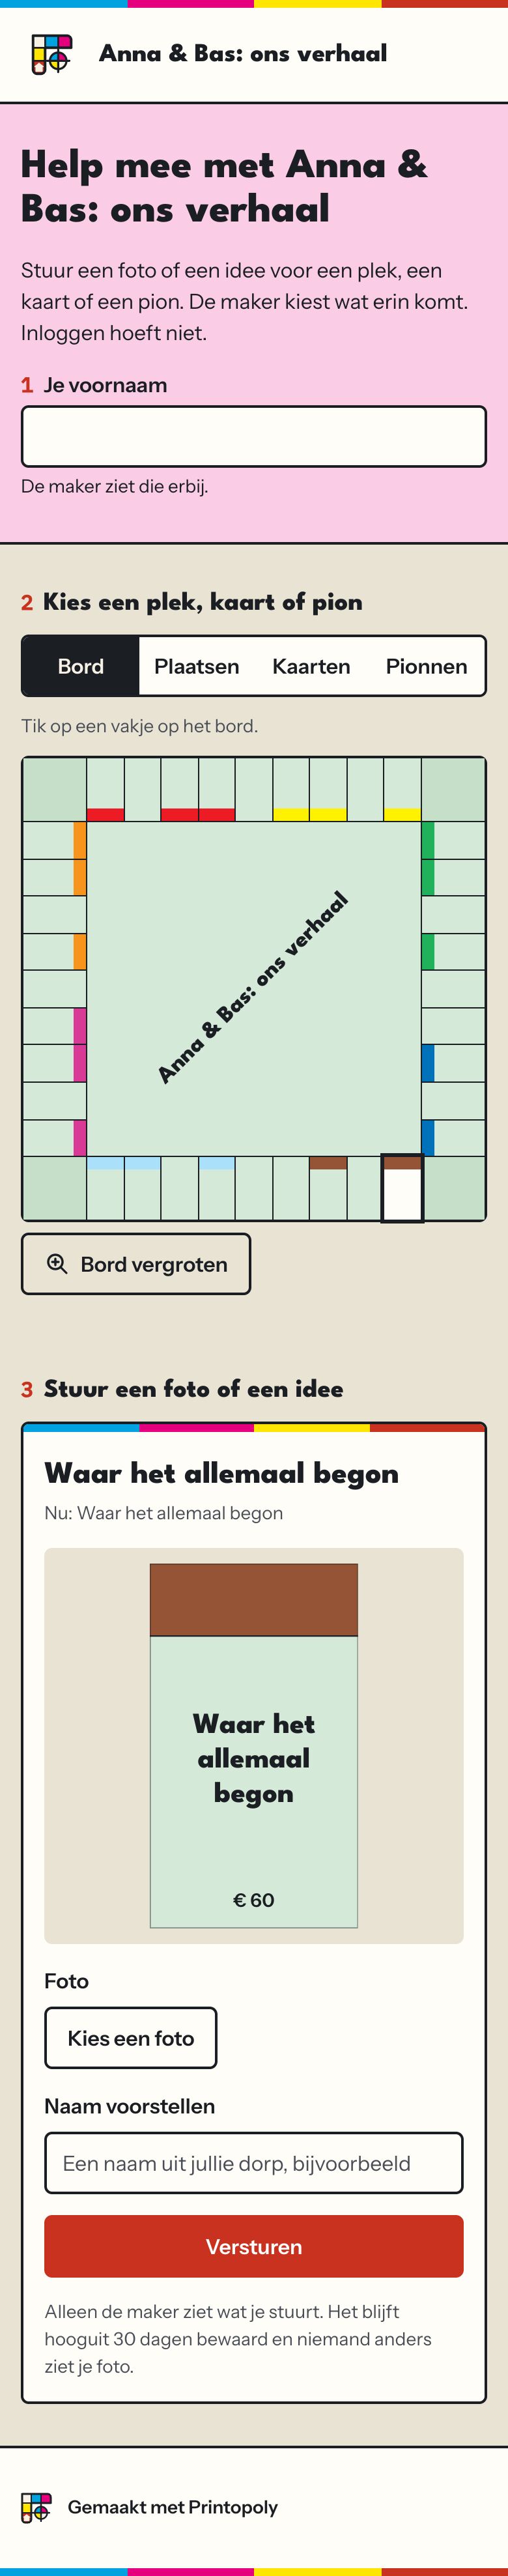 Anna & Bas: ons verhaal
Help mee met Anna &
Bas: ons verhaal
Stuur een foto of een idee voor een plek, een
kaart of een pion. De maker kiest wat erin komt.
Inloggen hoeft niet.
1 Je voornaam
De maker ziet die erbij.
2 Kies een plek, kaart of pion
Bord Plaatsen Kaarten Pionnen
Tik op een vakje op het bord.
Anna & Bas: ons verhaal
Bord vergroten
3 Stuur een foto of een idee
Waar het allemaal begon
Nu: Waar het allemaal begon
Waar het
allemaal
begon
€ 60
Foto
Kies een foto
Naam voorstellen
Een naam uit jullie dorp, bijvoorbeeld
Versturen
Alleen de maker ziet wat je stuurt. Het blijft
hooguit 30 dagen bewaard en niemand anders
ziet je foto.
Gemaakt met Printopoly